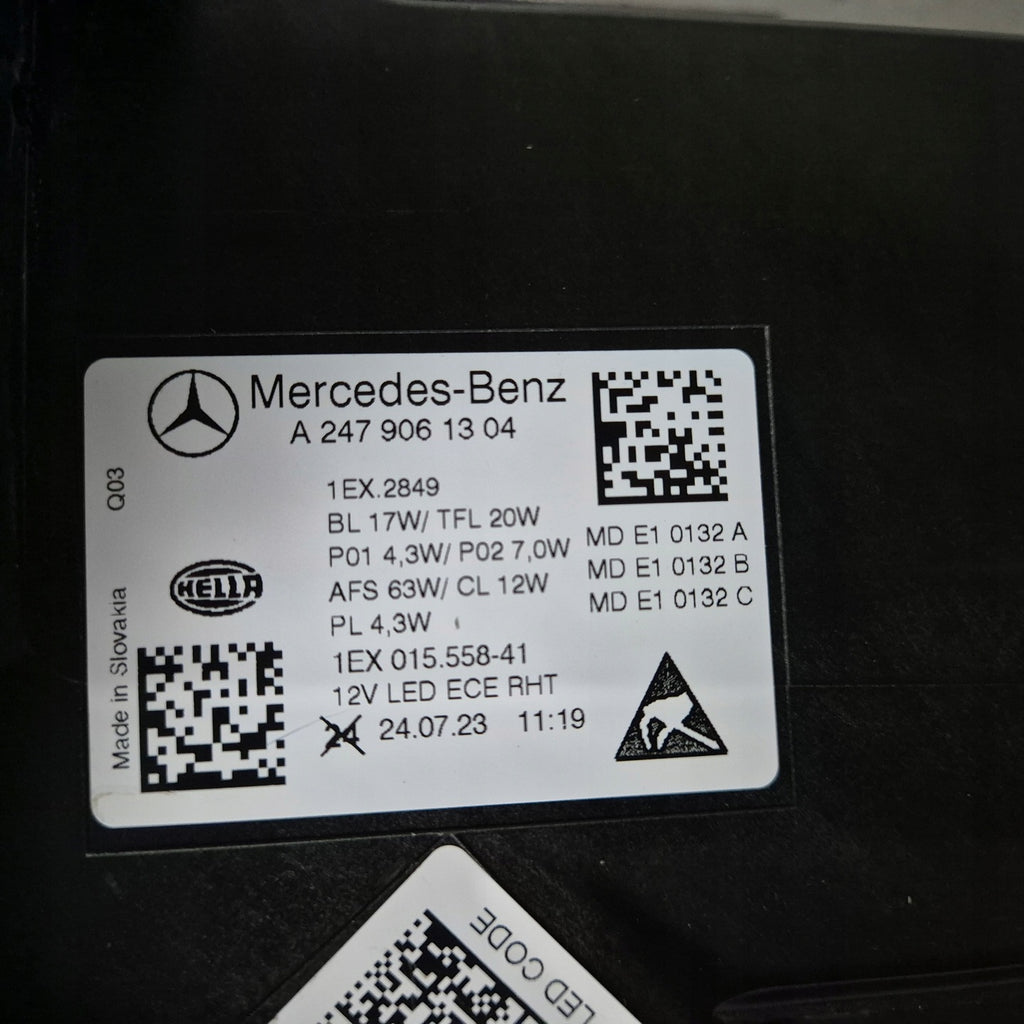 Mercedes-Benz
A 247 906 13 04
Q03
1EX.2849
BL 17W/ TFL 20W
P01 4,3W/ P02 7,0W
AFS 63W/ CL 12W
PL 4,3W
1EX 015.558-41
12V LED ECE RHT
24 24.07.23 11:19
MD E1 0132 A
MD E1 0132 B
MD E1 0132 C
HELLA
Made in Slovakia
LED CODE